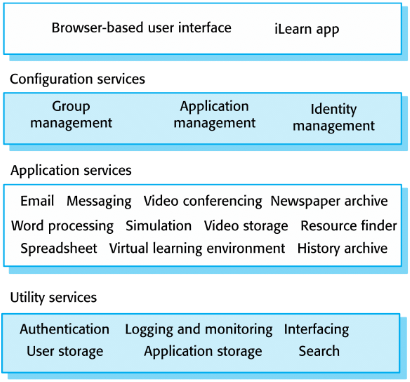 Browser-based user interface iLearn app
Configuration services
Group management Application management Identity management
Application services
Email Messaging Video conferencing Newspaper archive
Word processing Simulation Video storage Resource finder
Spreadsheet Virtual learning environment History archive
Utility services
Authentication Logging and monitoring Interfacing
User storage Application storage Search